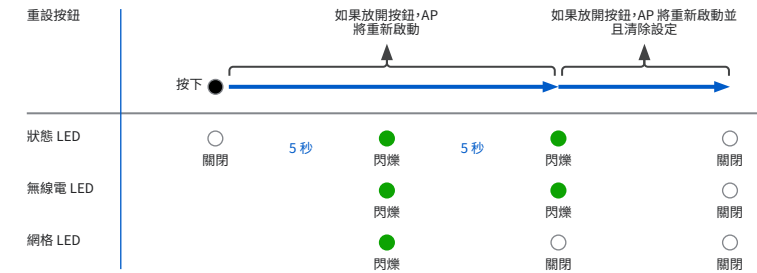 重設按鈕
如果放開按鈕，AP
將重新啟動
如果放開按鈕，AP 將重新啟動並
且清除設定
按下
狀態 LED
5 秒
5 秒
關閉
閃爍
閃爍
關閉
無線電 LED
閃爍
閃爍
關閉
網格 LED
閃爍
關閉
關閉